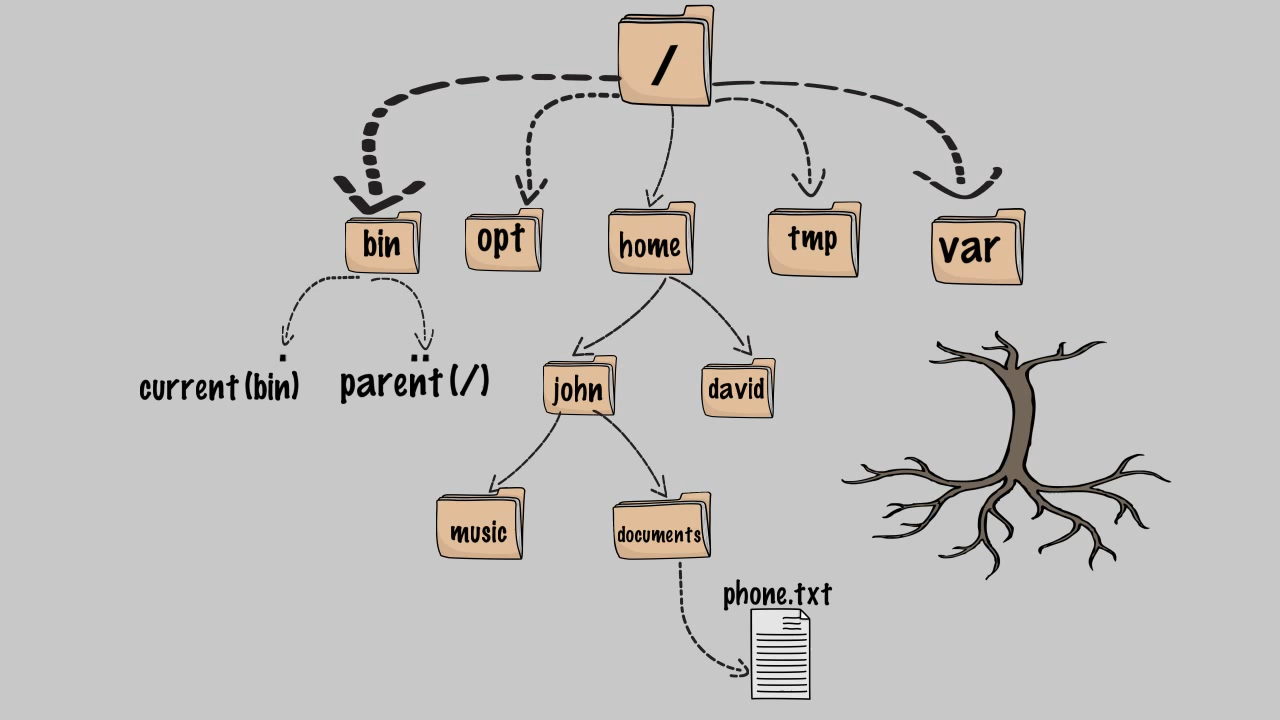 /
bin
opt
home
tmp
var
.
..
current (bin)
parent (/)
john
david
music
documents
phone.txt